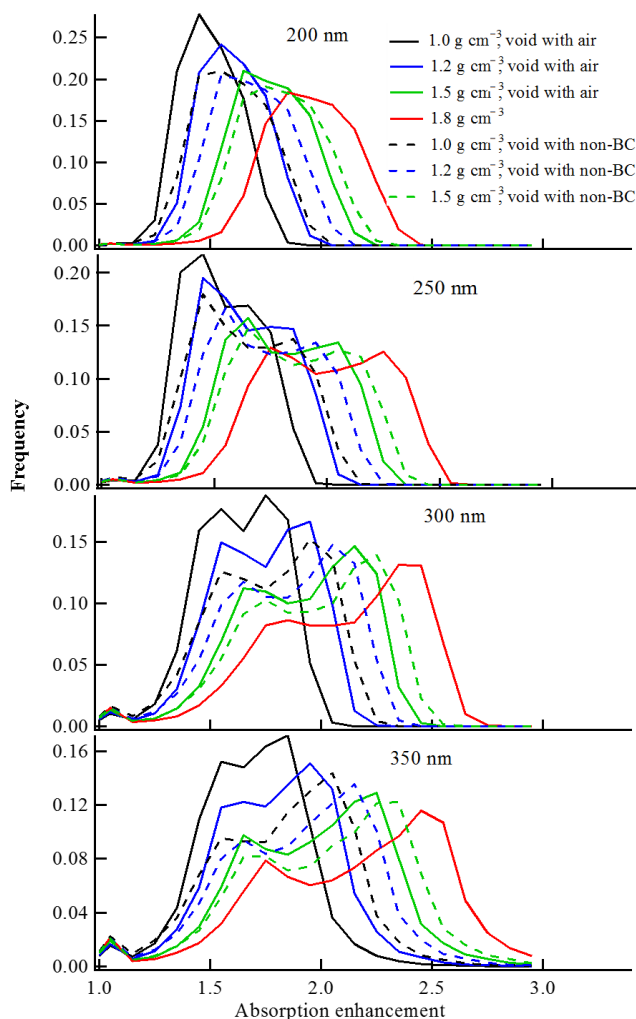 0.25
0.20
0.15
0.10
0.05
0.00
200 nm
1.0 g cm⁻³; void with air
1.2 g cm⁻³; void with air
1.5 g cm⁻³; void with air
1.8 g cm⁻³
1.0 g cm⁻³; void with non-BC
1.2 g cm⁻³; void with non-BC
1.5 g cm⁻³; void with non-BC
0.20
0.15
0.10
0.05
0.00
250 nm
Frequency
0.15
0.10
0.05
0.00
300 nm
0.16
0.12
0.08
0.04
0.00
350 nm
1.0 1.5 2.0 2.5 3.0
Absorption enhancement